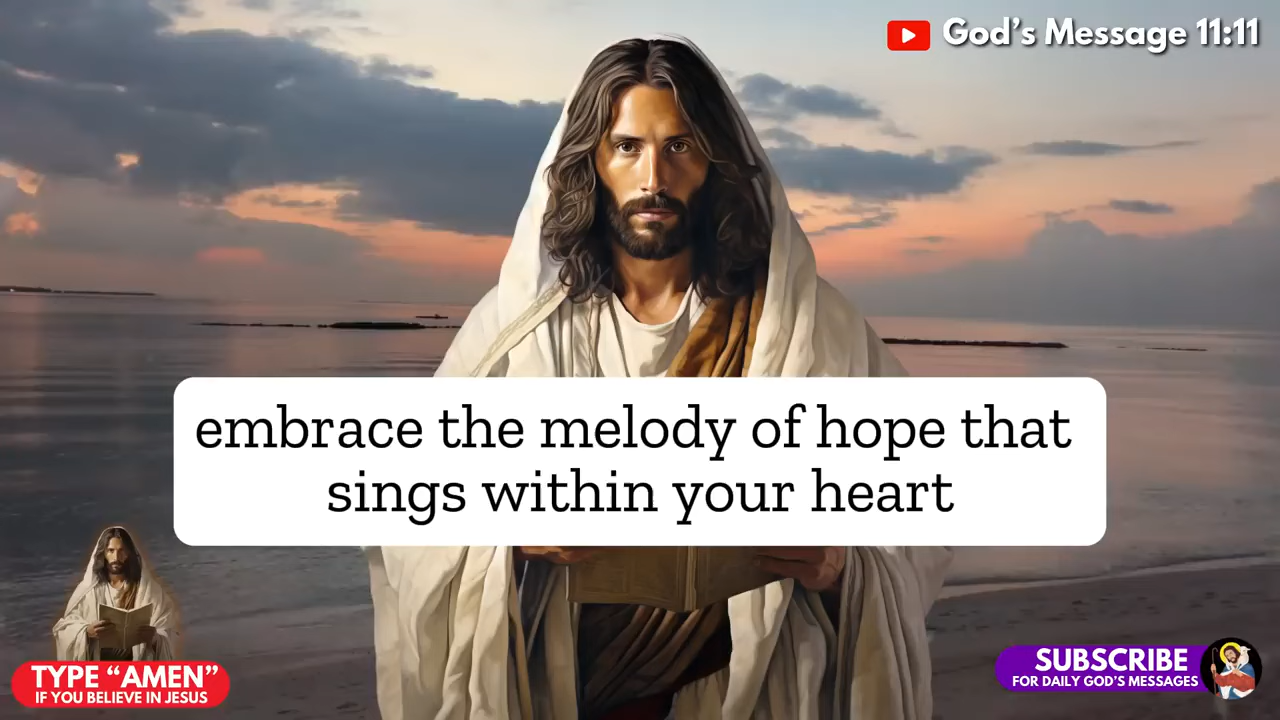 God's Message 11:11
embrace the melody of hope that
sings within your heart
TYPE “AMEN”
IF YOU BELIEVE IN JESUS
SUBSCRIBE
FOR DAILY GOD'S MESSAGES